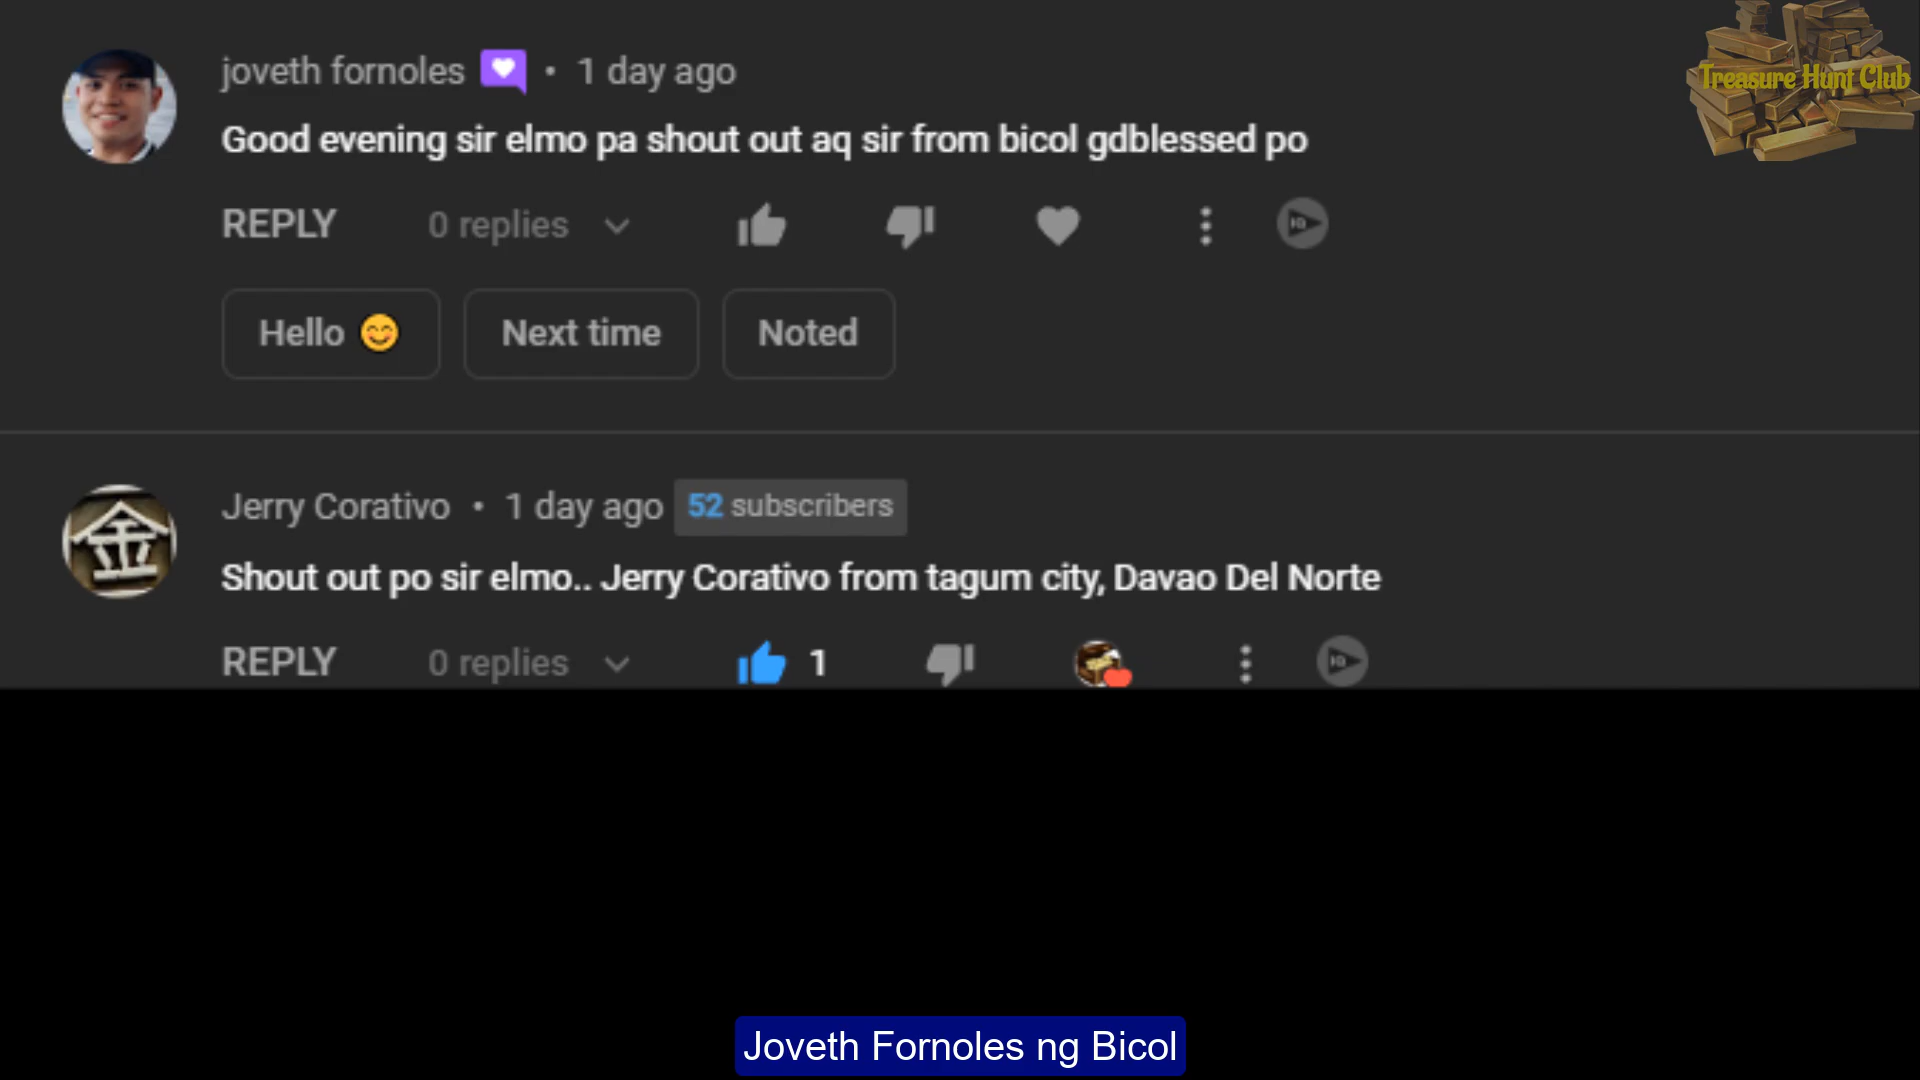 Treasure Hunt Club
joveth fornoles • 1 day ago
Good evening sir elmo pa shout out aq sir from bicol gdblessed po
REPLY 0 replies
Hello 😊 Next time Noted
金
Jerry Corativo • 1 day ago 52 subscribers
Shout out po sir elmo.. Jerry Corativo from tagum city, Davao Del Norte
REPLY 0 replies 1
Joveth Fornoles ng Bicol